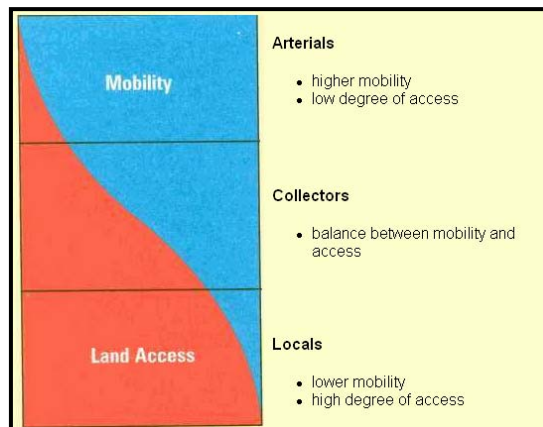 Mobility
Land Access
Arterials
• higher mobility
• low degree of access
Collectors
• balance between mobility and
access
Locals
• lower mobility
• high degree of access